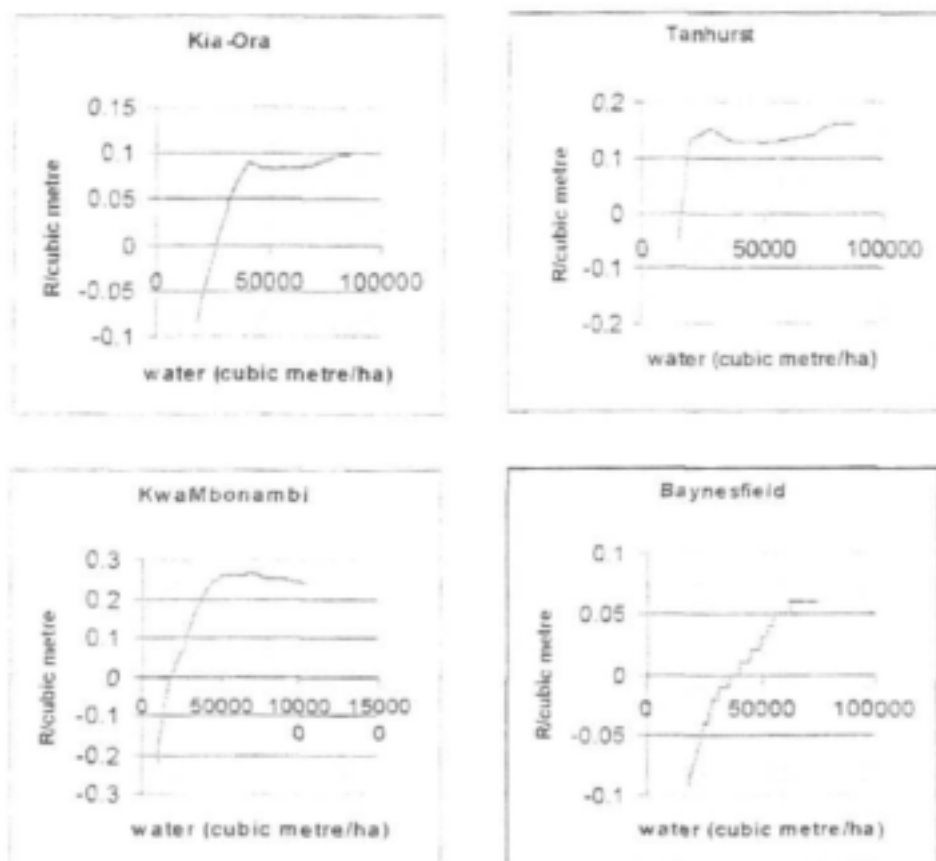 Kia-Ora
0.15
0.1
0.05
0
-0.05
-0.1
0 50000 100000
R/cubic metre
water (cubic metre/ha)
Tanhurst
0.2
0.1
0
-0.1
-0.2
0 50000 100000
R/cubic metre
water (cubic metre/ha)
KwaMbonambi
0.3
0.2
0.1
0
-0.1
-0.2
-0.3
0 50000 10000 15000
0 0
R/cubic metre
water (cubic metre/ha)
Baynesfield
0.1
0.05
0
-0.05
-0.1
0 50000 100000
R/cubic metre
water (cubic metre/ha)